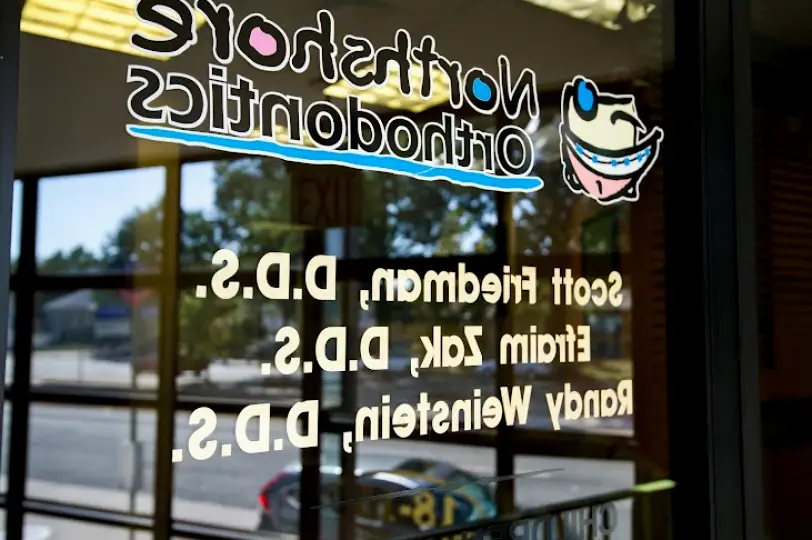 Northshore
Orthodontics
Scott Friedman, D.D.S.
Efraim Zak, D.D.S.
Randy Weinstein, D.D.S.